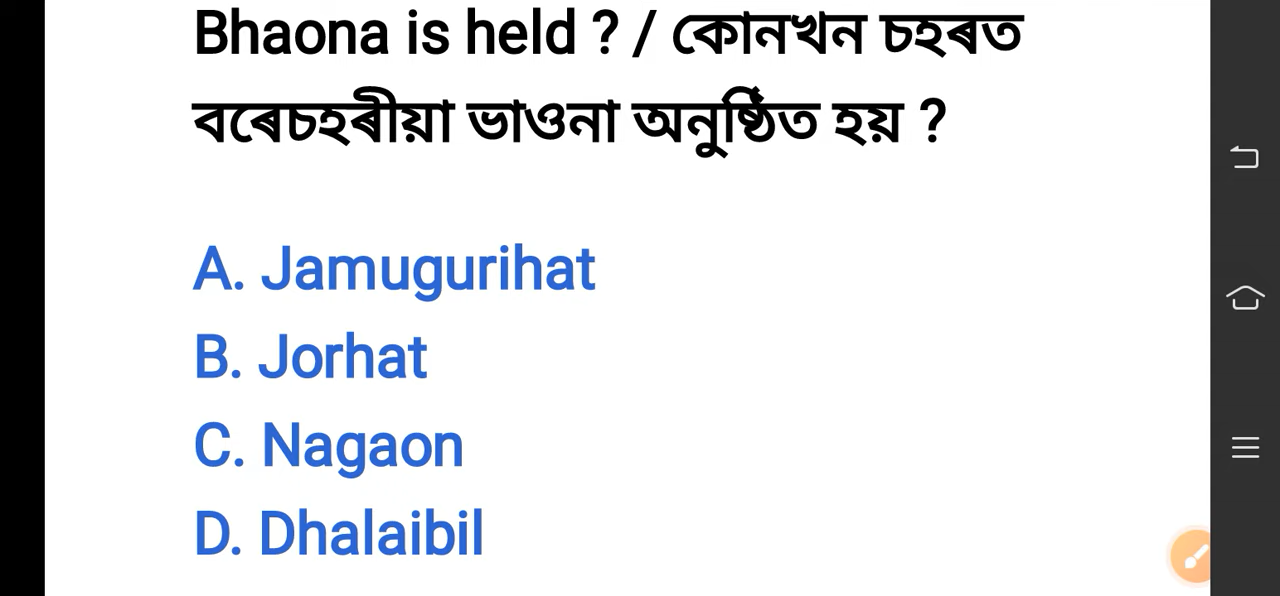 Bhaona is held ? / কোনখন চহৰত
বৰেচহৰীয়া ভাওনা অনুষ্ঠিত হয় ?
A. Jamugurihat
B. Jorhat
C. Nagaon
D. Dhalaibil